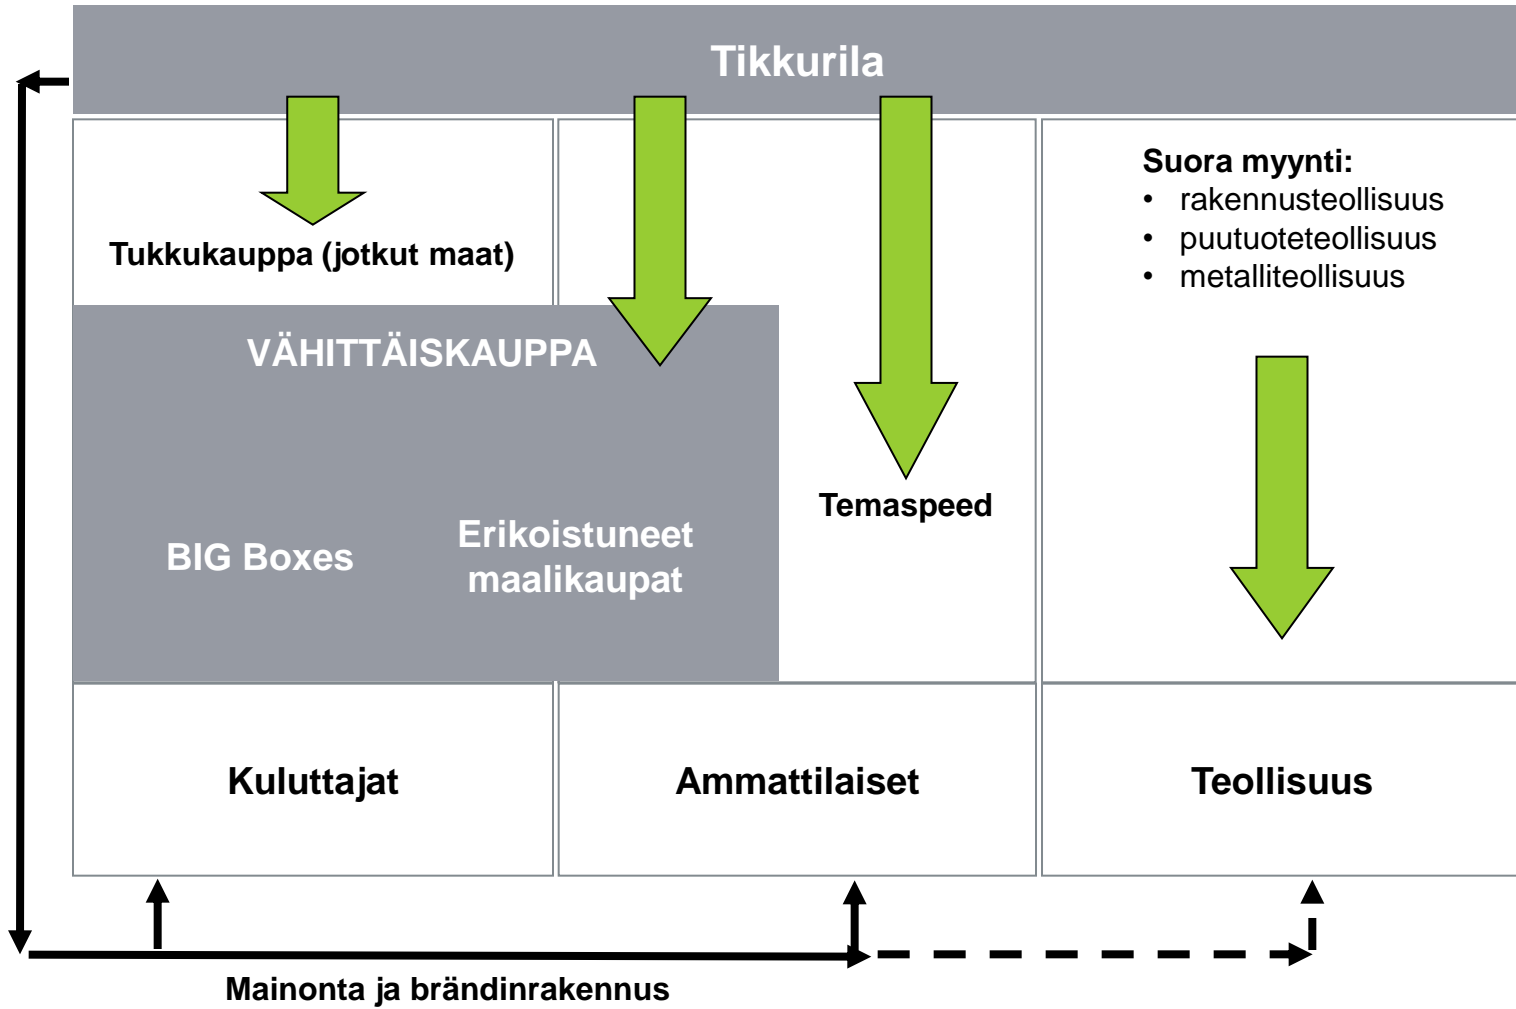 Tikkurila
Tukkukauppa (jotkut maat)
Suora myynti:
• rakennusteollisuus
• puutuoteteollisuus
• metalliteollisuus
VÄHITTÄISKAUPPA
BIG Boxes
Erikoistuneet
maalikaupat
Temaspeed
Kuluttajat
Ammattilaiset
Teollisuus
Mainonta ja brändinrakennus